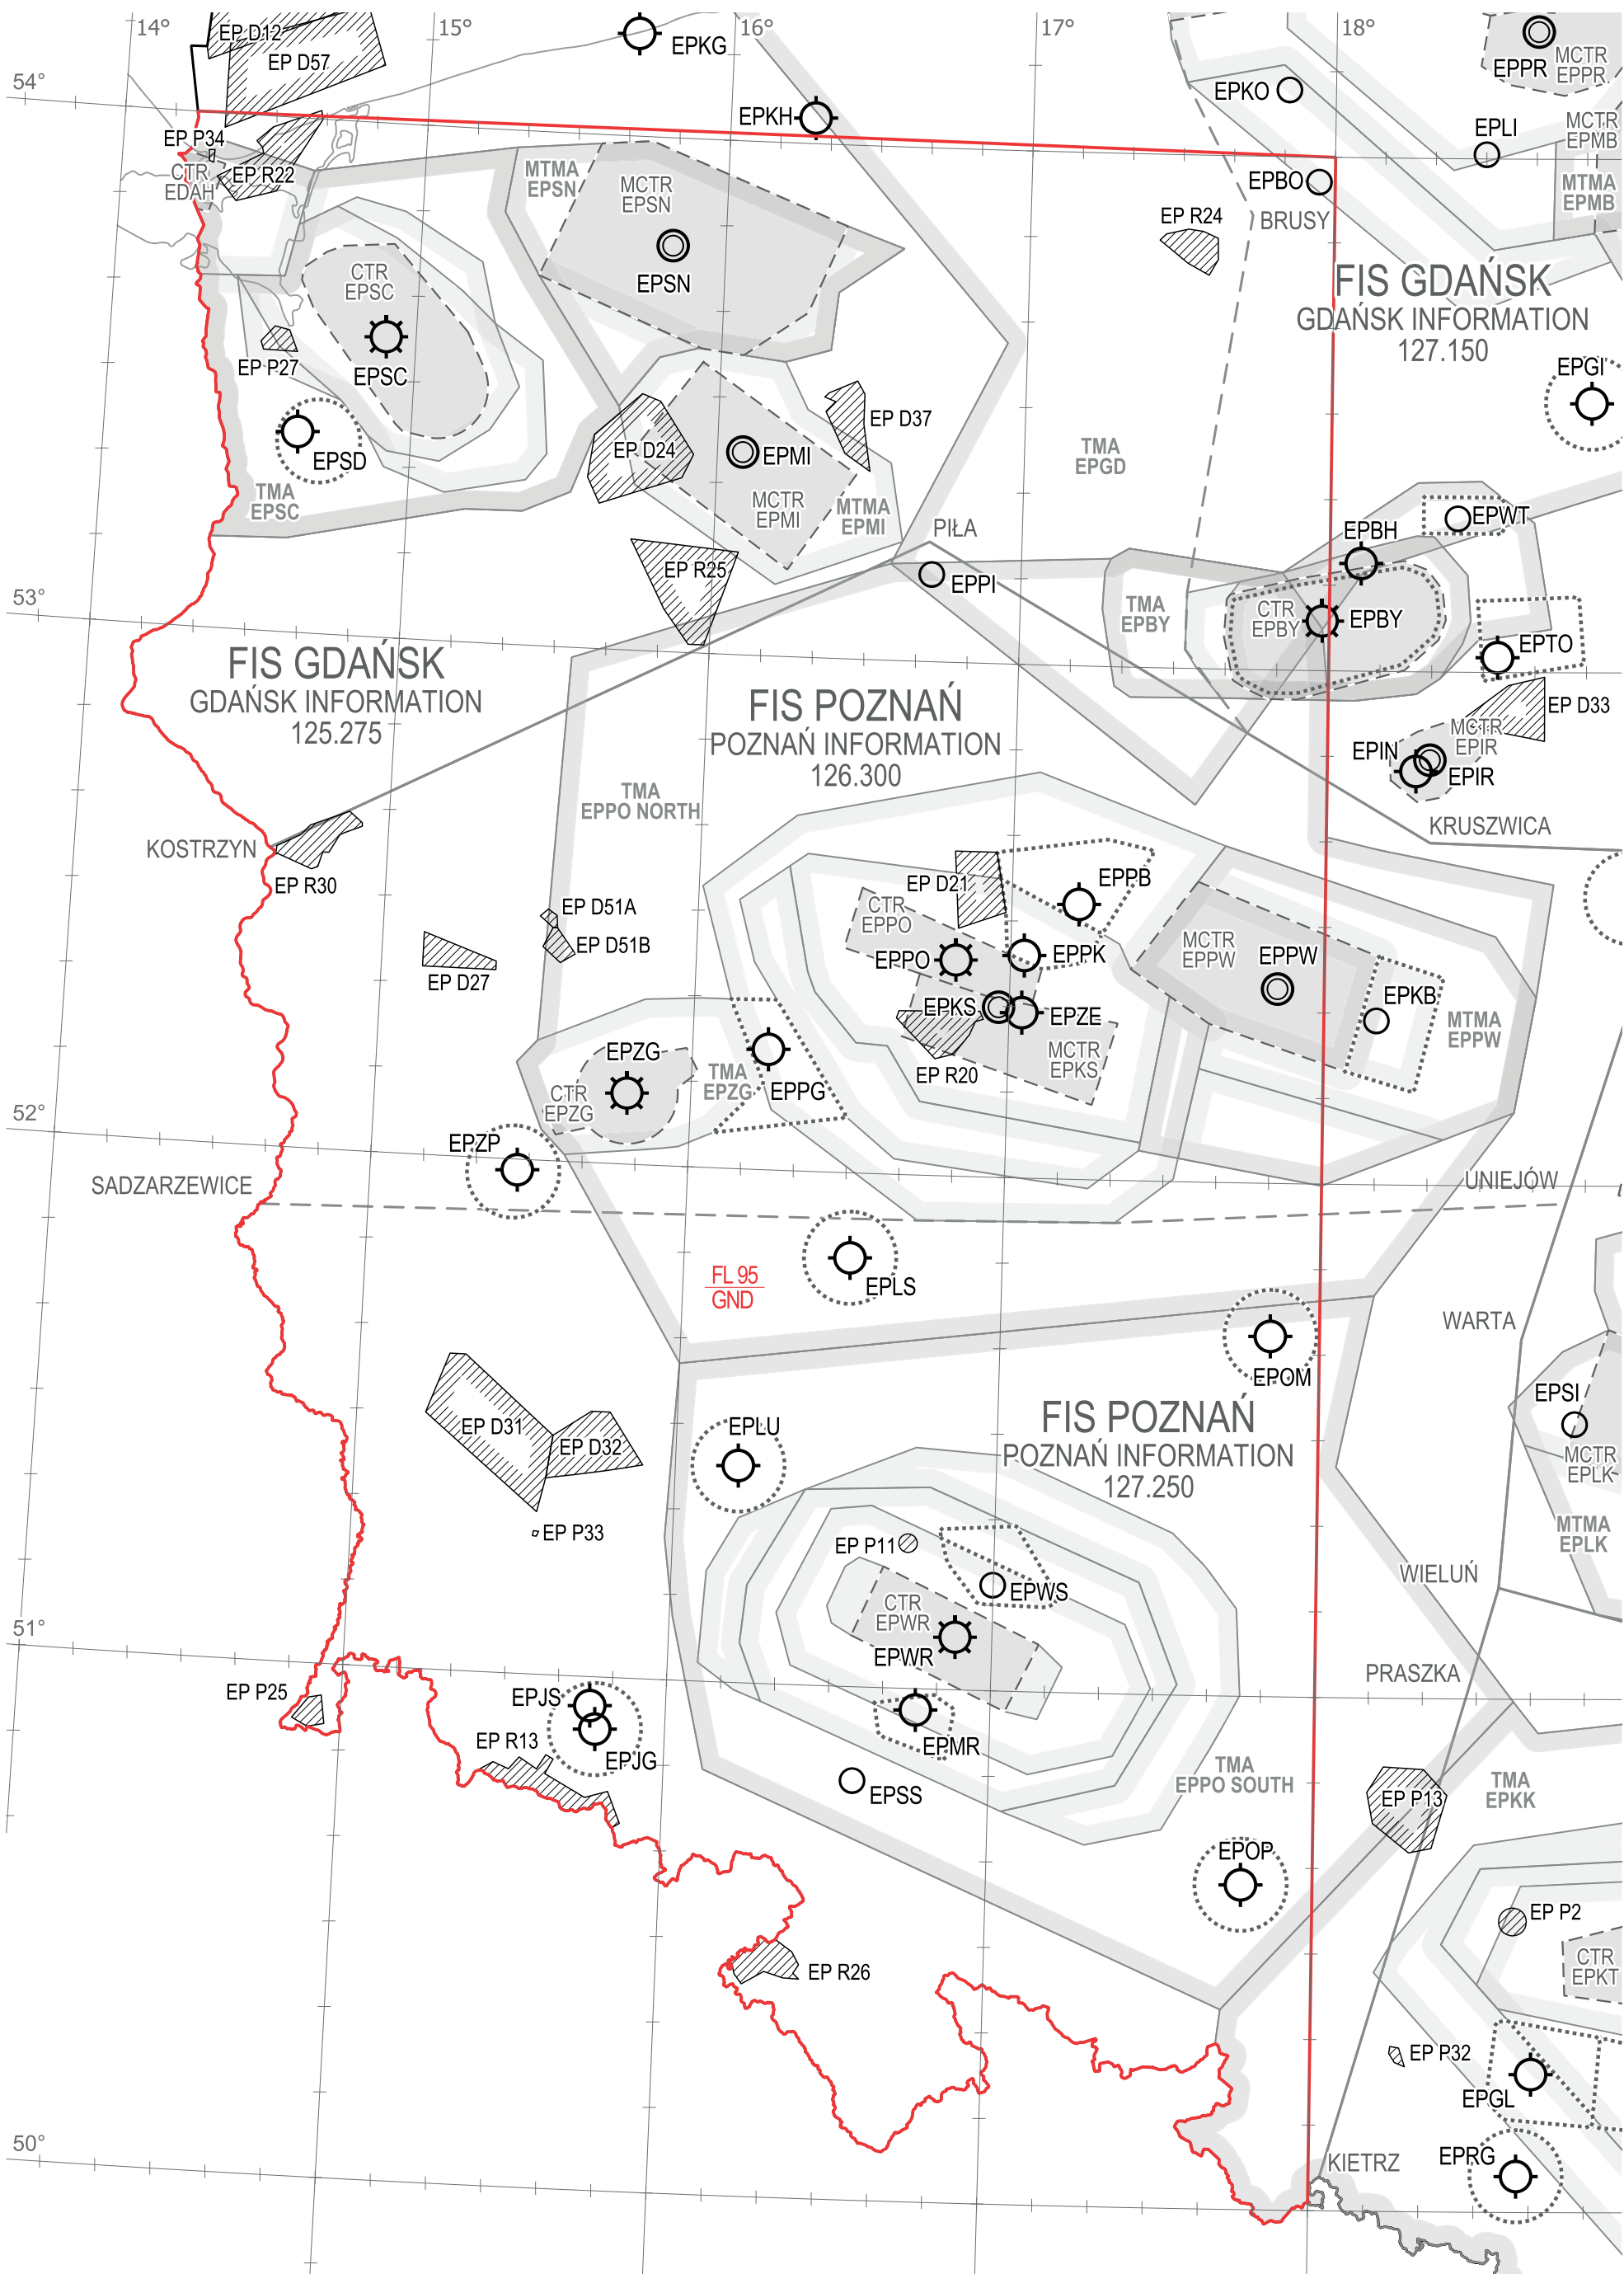 14°
15°
16°
17°
18°
EP D12
EP D57
EPKG
EPPR
MCTR
EPPR
54°
EPKH
EPKO
EPLI
MCTR
EPMB
EP P34
CTR
EDAH
EP R22
MTMA
EPSN
MCTR
EPSN
EPBO
BRUSY
MTMA
EPMB
EP R24
CTR
EPSC
EPSN
FIS GDAŃSK
GDAŃSK INFORMATION
127.150
EP P27
EPSC
EPGI
EPSD
EP D37
EP D24
EPMI
TMA
EPGD
TMA
EPSC
MCTR
EPMI
MTMA
EPMI
PIŁA
EPBH
EPWT
EP R25
EPPI
53°
TMA
EPBY
CTR
EPBY
EPBY
EPTO
FIS GDAŃSK
GDAŃSK INFORMATION
125.275
FIS POZNAŃ
POZNAŃ INFORMATION
126.300
EP D33
MCTR
EPIR
EPIN
EPIR
TMA
EPPO NORTH
KOSTRZYN
KRUSZWICA
EP R30
EP D21
EPPB
EP D51A
CTR
EPPO
EP D51B
EPPO
EPPK
MCTR
EPPW
EPPW
EP D27
EPKS
EPZE
EPKB
MTMA
EPPW
EPZG
MCTR
EPKS
EP R20
TMA
EPZG
EPPG
CTR
EPZG
52°
EPZP
SADZARZEWICE
UNIEJÓW
FL 95
GND
EPLS
WARTA
EPOM
EPSI
EPLU
FIS POZNAŃ
POZNAŃ INFORMATION
127.250
EP D31
EP D32
MCTR
EPLK
EP P33
EP P11
MTMA
EPLK
EPWS
WIELUŃ
CTR
EPWR
51°
EPWR
PRASZKA
EP P25
EPJS
EP R13
EPJG
EPMR
TMA
EPPO SOUTH
TMA
EPKK
EPSS
EP P13
EPOP
EP P2
CTR
EPKT
EP R26
EP P32
EPGL
50°
KIETRZ
EPRG